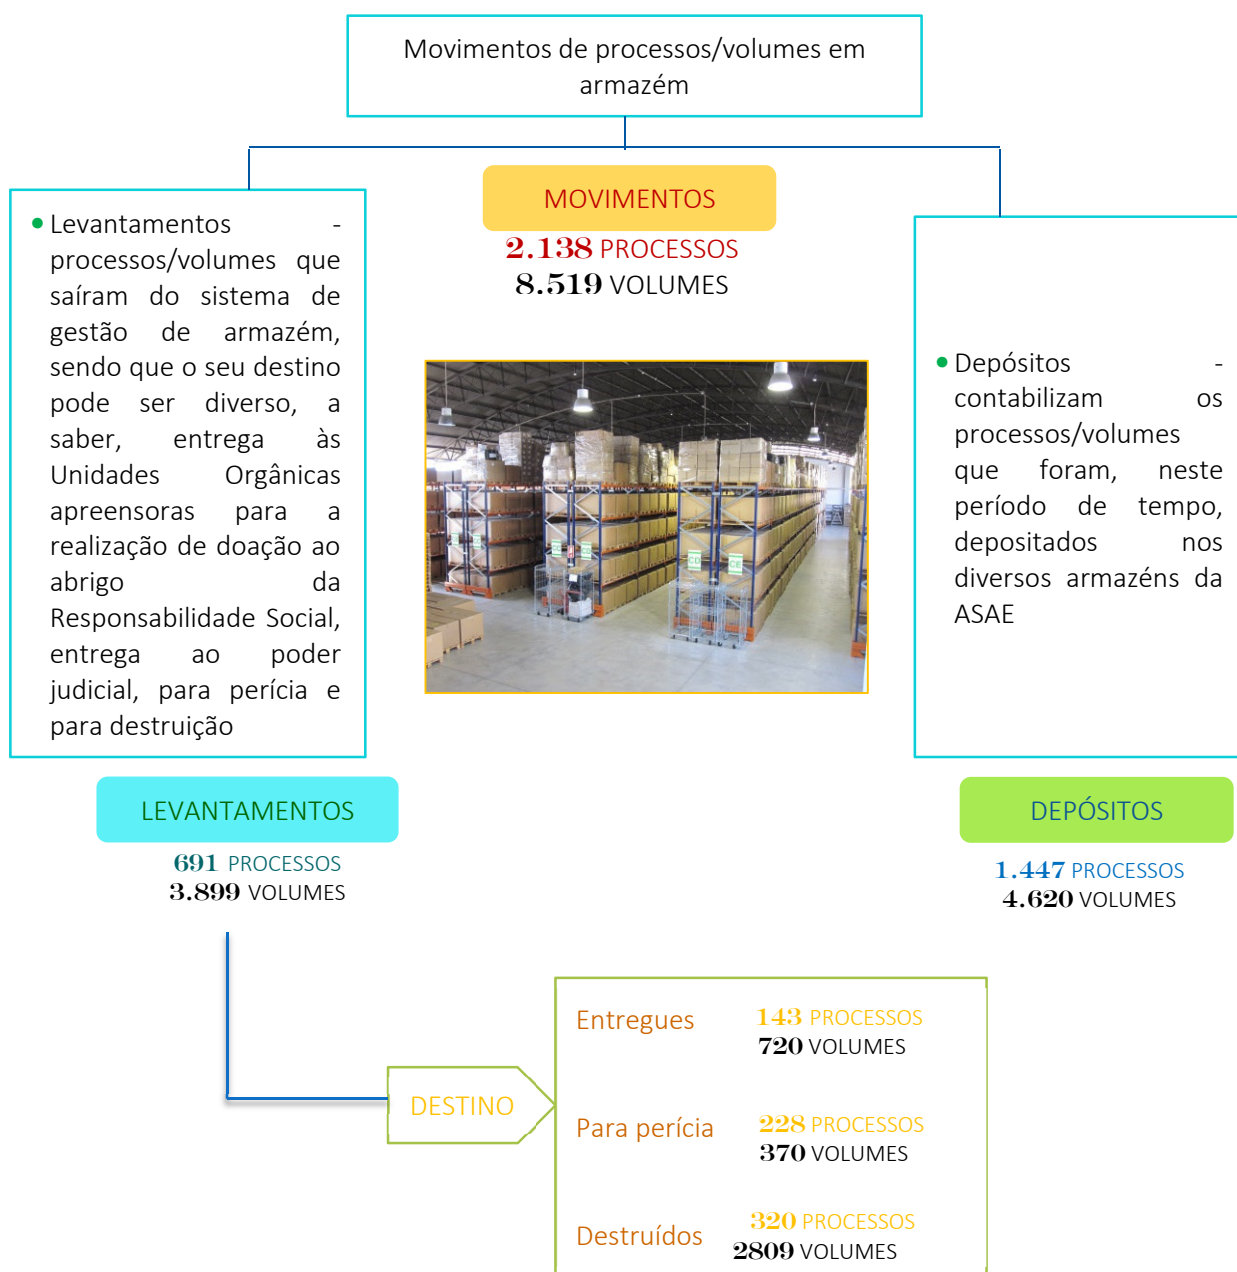 Movimentos de processos/volumes em
armazém
MOVIMENTOS
2.138 PROCESSOS
8.519 VOLUMES
• Levantamentos -
processos/volumes que
saíram do sistema de
gestão de armazém,
sendo que o seu destino
pode ser diverso, a
saber, entrega às
Unidades Orgânicas
apreensoras para a
realização de doação ao
abrigo da
Responsabilidade Social,
entrega ao poder
judicial, para perícia e
para destruição
• Depósitos -
contabilizam os
processos/volumes
que foram, neste
período de tempo,
depositados nos
diversos armazéns da
ASAE
CD
CE
LEVANTAMENTOS
691 PROCESSOS
3.899 VOLUMES
DEPÓSITOS
1.447 PROCESSOS
4.620 VOLUMES
DESTINO
Entregues 143 PROCESSOS
720 VOLUMES
Para perícia 228 PROCESSOS
370 VOLUMES
Destruídos 320 PROCESSOS
2809 VOLUMES